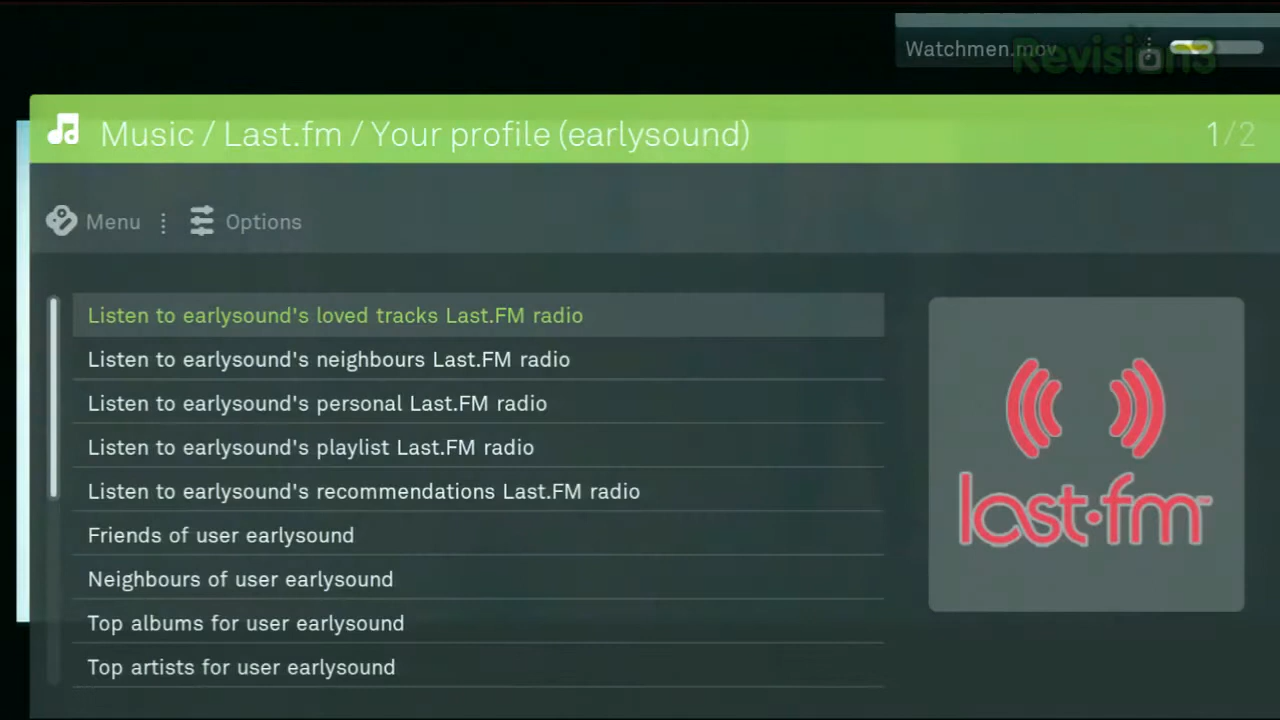 Watchmen.mov
Revision3
Music / Last.fm / Your profile (earlysound)
1/2
Menu
Options
Listen to earlysound's loved tracks Last.FM radio
Listen to earlysound's neighbours Last.FM radio
Listen to earlysound's personal Last.FM radio
Listen to earlysound's playlist Last.FM radio
Listen to earlysound's recommendations Last.FM radio
Friends of user earlysound
Neighbours of user earlysound
Top albums for user earlysound
Top artists for user earlysound
last.fm™